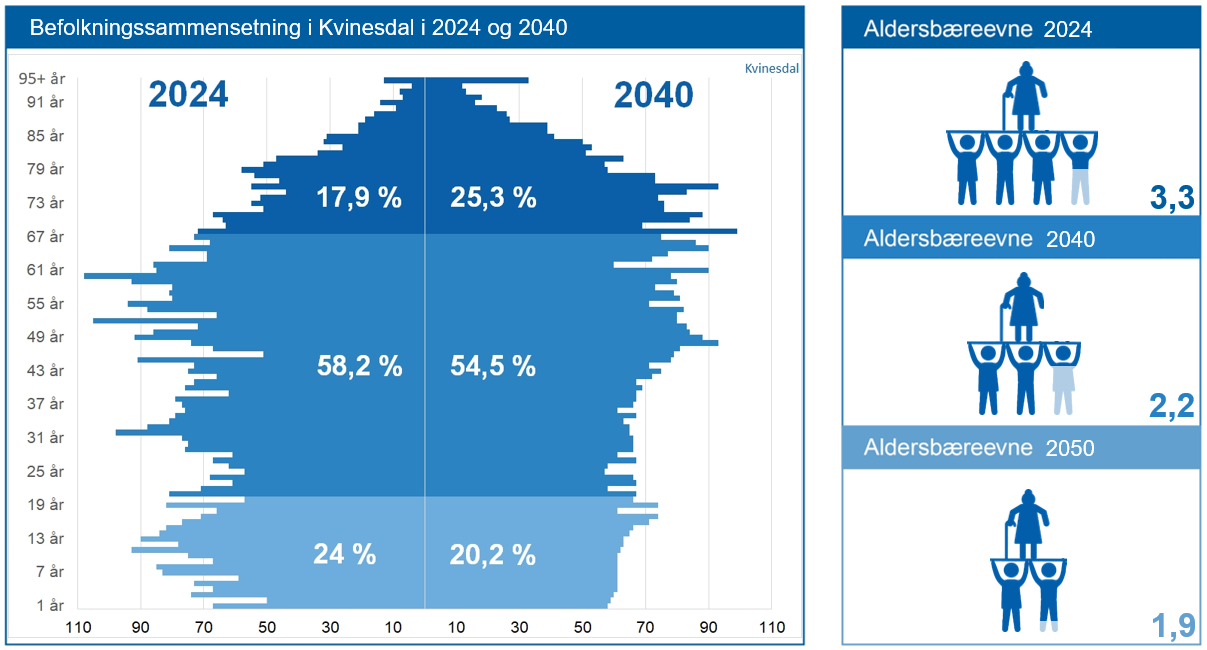 Befolkningssammensetning i Kvinesdal i 2024 og 2040
Kvinesdal
2024
2040
95+ år
91 år
85 år
79 år
73 år
67 år
61 år
55 år
49 år
43 år
37 år
31 år
25 år
19 år
13 år
7 år
1 år
17,9 %
25,3 %
58,2 %
54,5 %
24 %
20,2 %
110 90 70 50 30 10 10 30 50 70 90 110
Aldersbæreevne 2024
3,3
Aldersbæreevne 2040
2,2
Aldersbæreevne 2050
1,9